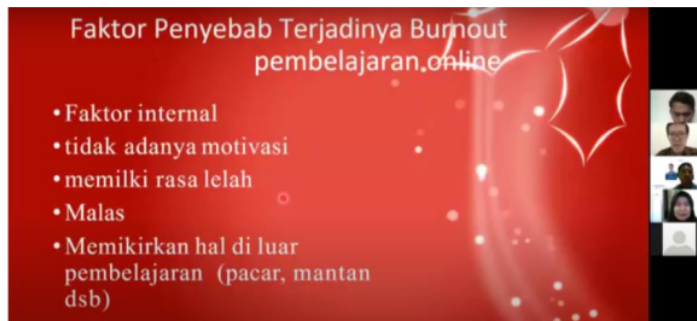 Faktor Penyebab Terjadinya Burnout
pembelajaran online
• Faktor internal
• tidak adanya motivasi
• memilki rasa lelah
• Malas
• Memikirkan hal di luar
pembelajaran (pacar, mantan
dsb)